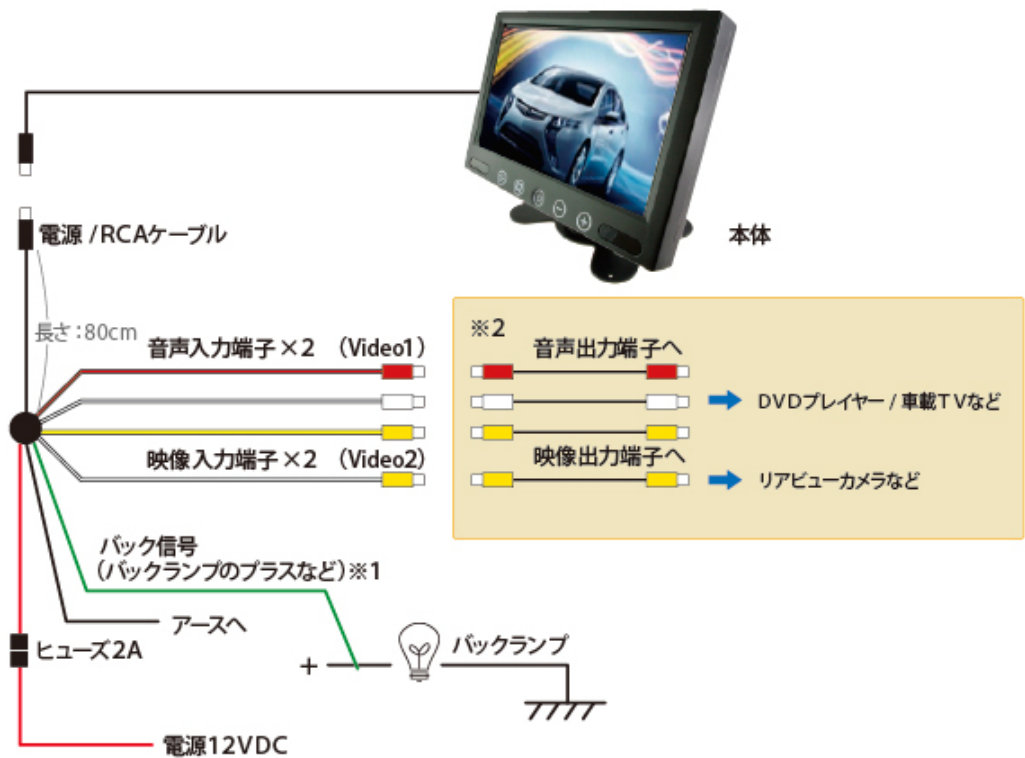 本体
電源 /RCAケーブル
長さ:80cm
音声入力端子×2 (Video1)
映像入力端子×2 (Video2)
※2
音声出力端子へ
DVDプレイヤー / 車載TVなど
映像出力端子へ
リアビューカメラなど
バック信号
(バックランプのプラスなど)※1
アースへ
ヒューズ2A
+
バックランプ
電源12VDC